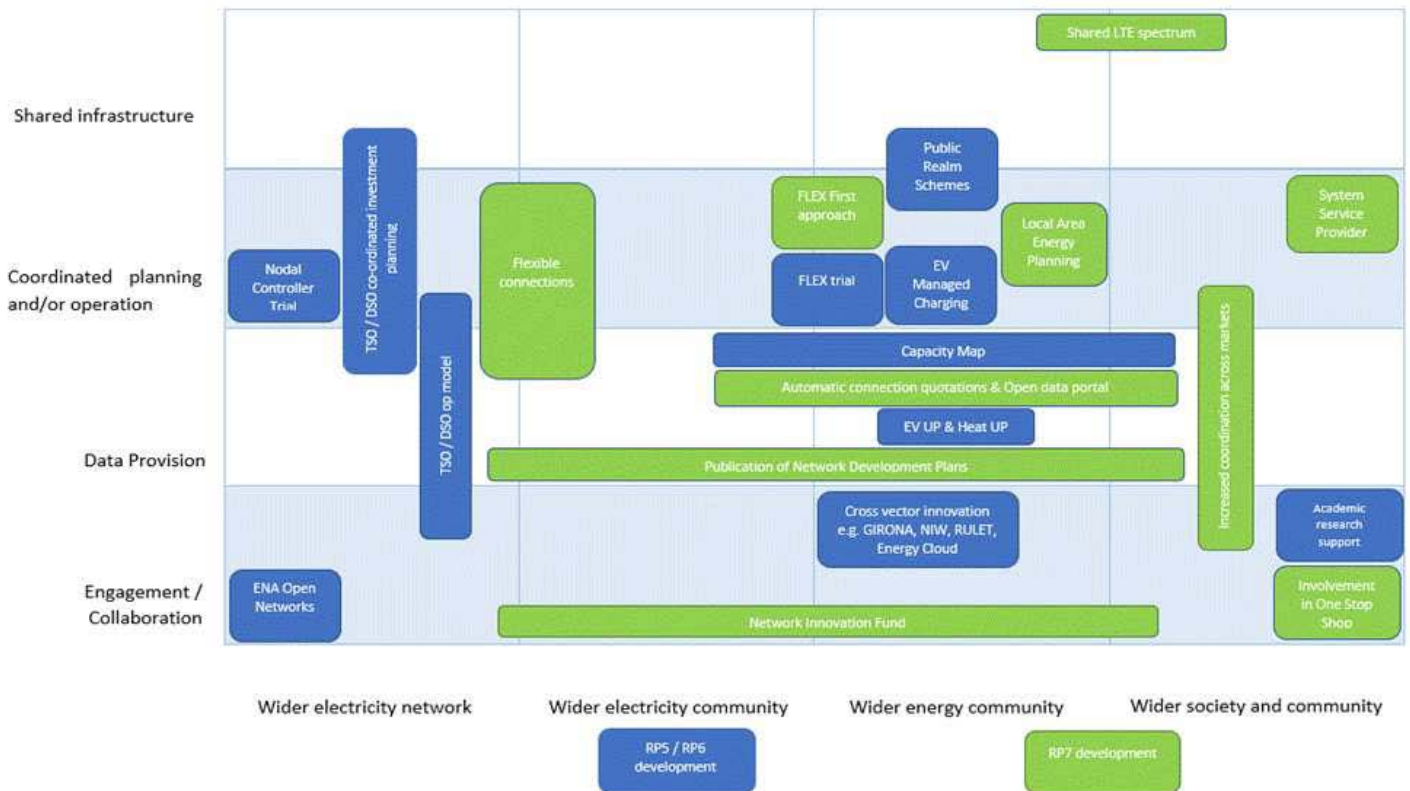 Shared LTE spectrum
Shared infrastructure
TSO / DSO co-ordinated investment
planning
Public
Realm
Schemes
FLEX First
approach
System
Service
Provider
Local Area
Energy
Planning
Coordinated planning
and/or operation
Nodal
Controller
Trial
Flexible
connections
FLEX trial
EV
Managed
Charging
TSO / DSO op model
Capacity Map
Automatic connection quotations & Open data portal
EV UP & Heat UP
Increased coordination across markets
Data Provision
Publication of Network Development Plans
Cross vector innovation
e.g. GIRONA, NIW, RULET,
Energy Cloud
Academic
research
support
Engagement /
Collaboration
ENA Open
Networks
Network Innovation Fund
Involvement
in One Stop
Shop
Wider electricity network
Wider electricity community
Wider energy community
Wider society and community
RP5 / RP6
development
RP7 development